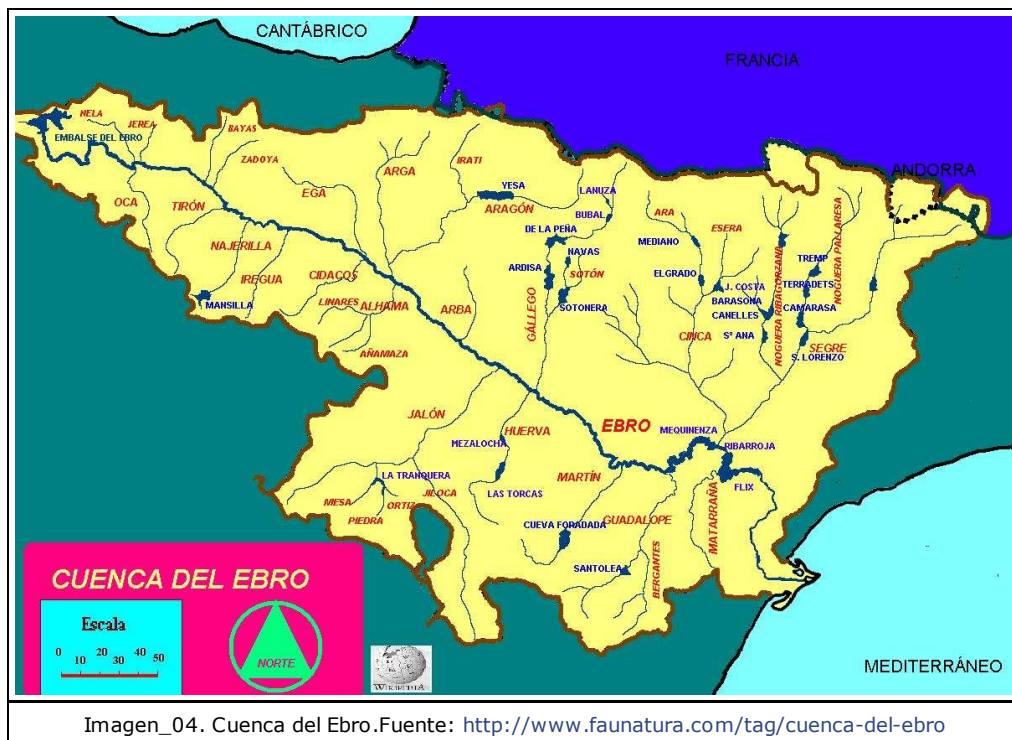 CANTÁBRICO
FRANCIA
ANDORRA
NELA
JEREA
BAYAS
EMBALSE DEL EBRO
ZADOYA
IRATI
ARGA
EGA
YESA
LANUZA
OCA
TIRÓN
ARAGÓN
BUBAL
ARA
ESERA
DE LA PEÑA
MEDIANO
NAJERILLA
NAVAS
NOGUERA RIBAGORZANA
NOGUERA PALLARESA
TREMP
IREGUA
CIDACOS
ARDISA
SOTÓN
ELGRADO
J. COSTA
TERRADETS
MANSILLA
LINARES
ALHAMA
ARBA
GÁLLEGO
SOTONERA
BARASONA
CANELLES
CAMARASA
CINCA
Sª ANA
SEGRE
AÑAMAZA
S. LORENZO
JALÓN
HUERVA
EBRO
MEQUINENZA
MEZALOCHA
RIBARROJA
LA TRANQUERA
MARTÍN
FLIX
MESA
ORTIZ
JILOCA
LAS TORCAS
PIEDRA
CUEVA FORADADA
GUADALOPE
MATARRAÑA
SANTOLEA
BERGANTES
CUENCA DEL EBRO
Escala
0 10 20 30 40 50
NORTE
WIKIPEDIA
MEDITERRÁNEO
Imagen_04. Cuenca del Ebro.Fuente: http://www.faunatura.com/tag/cuenca-del-ebro